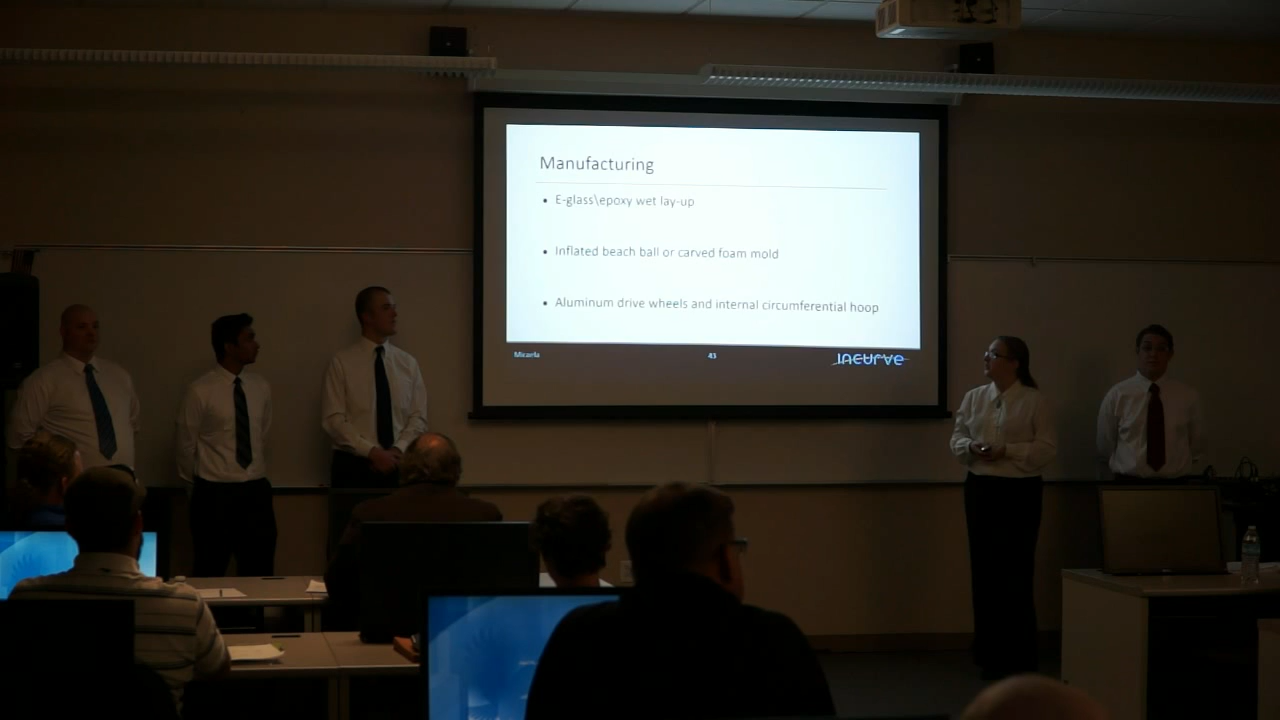 Manufacturing
• E-glass\epoxy wet lay-up
• Inflated beach ball or carved foam mold
• Aluminum drive wheels and internal circumferential hoop
Micaela 43 INCURVE